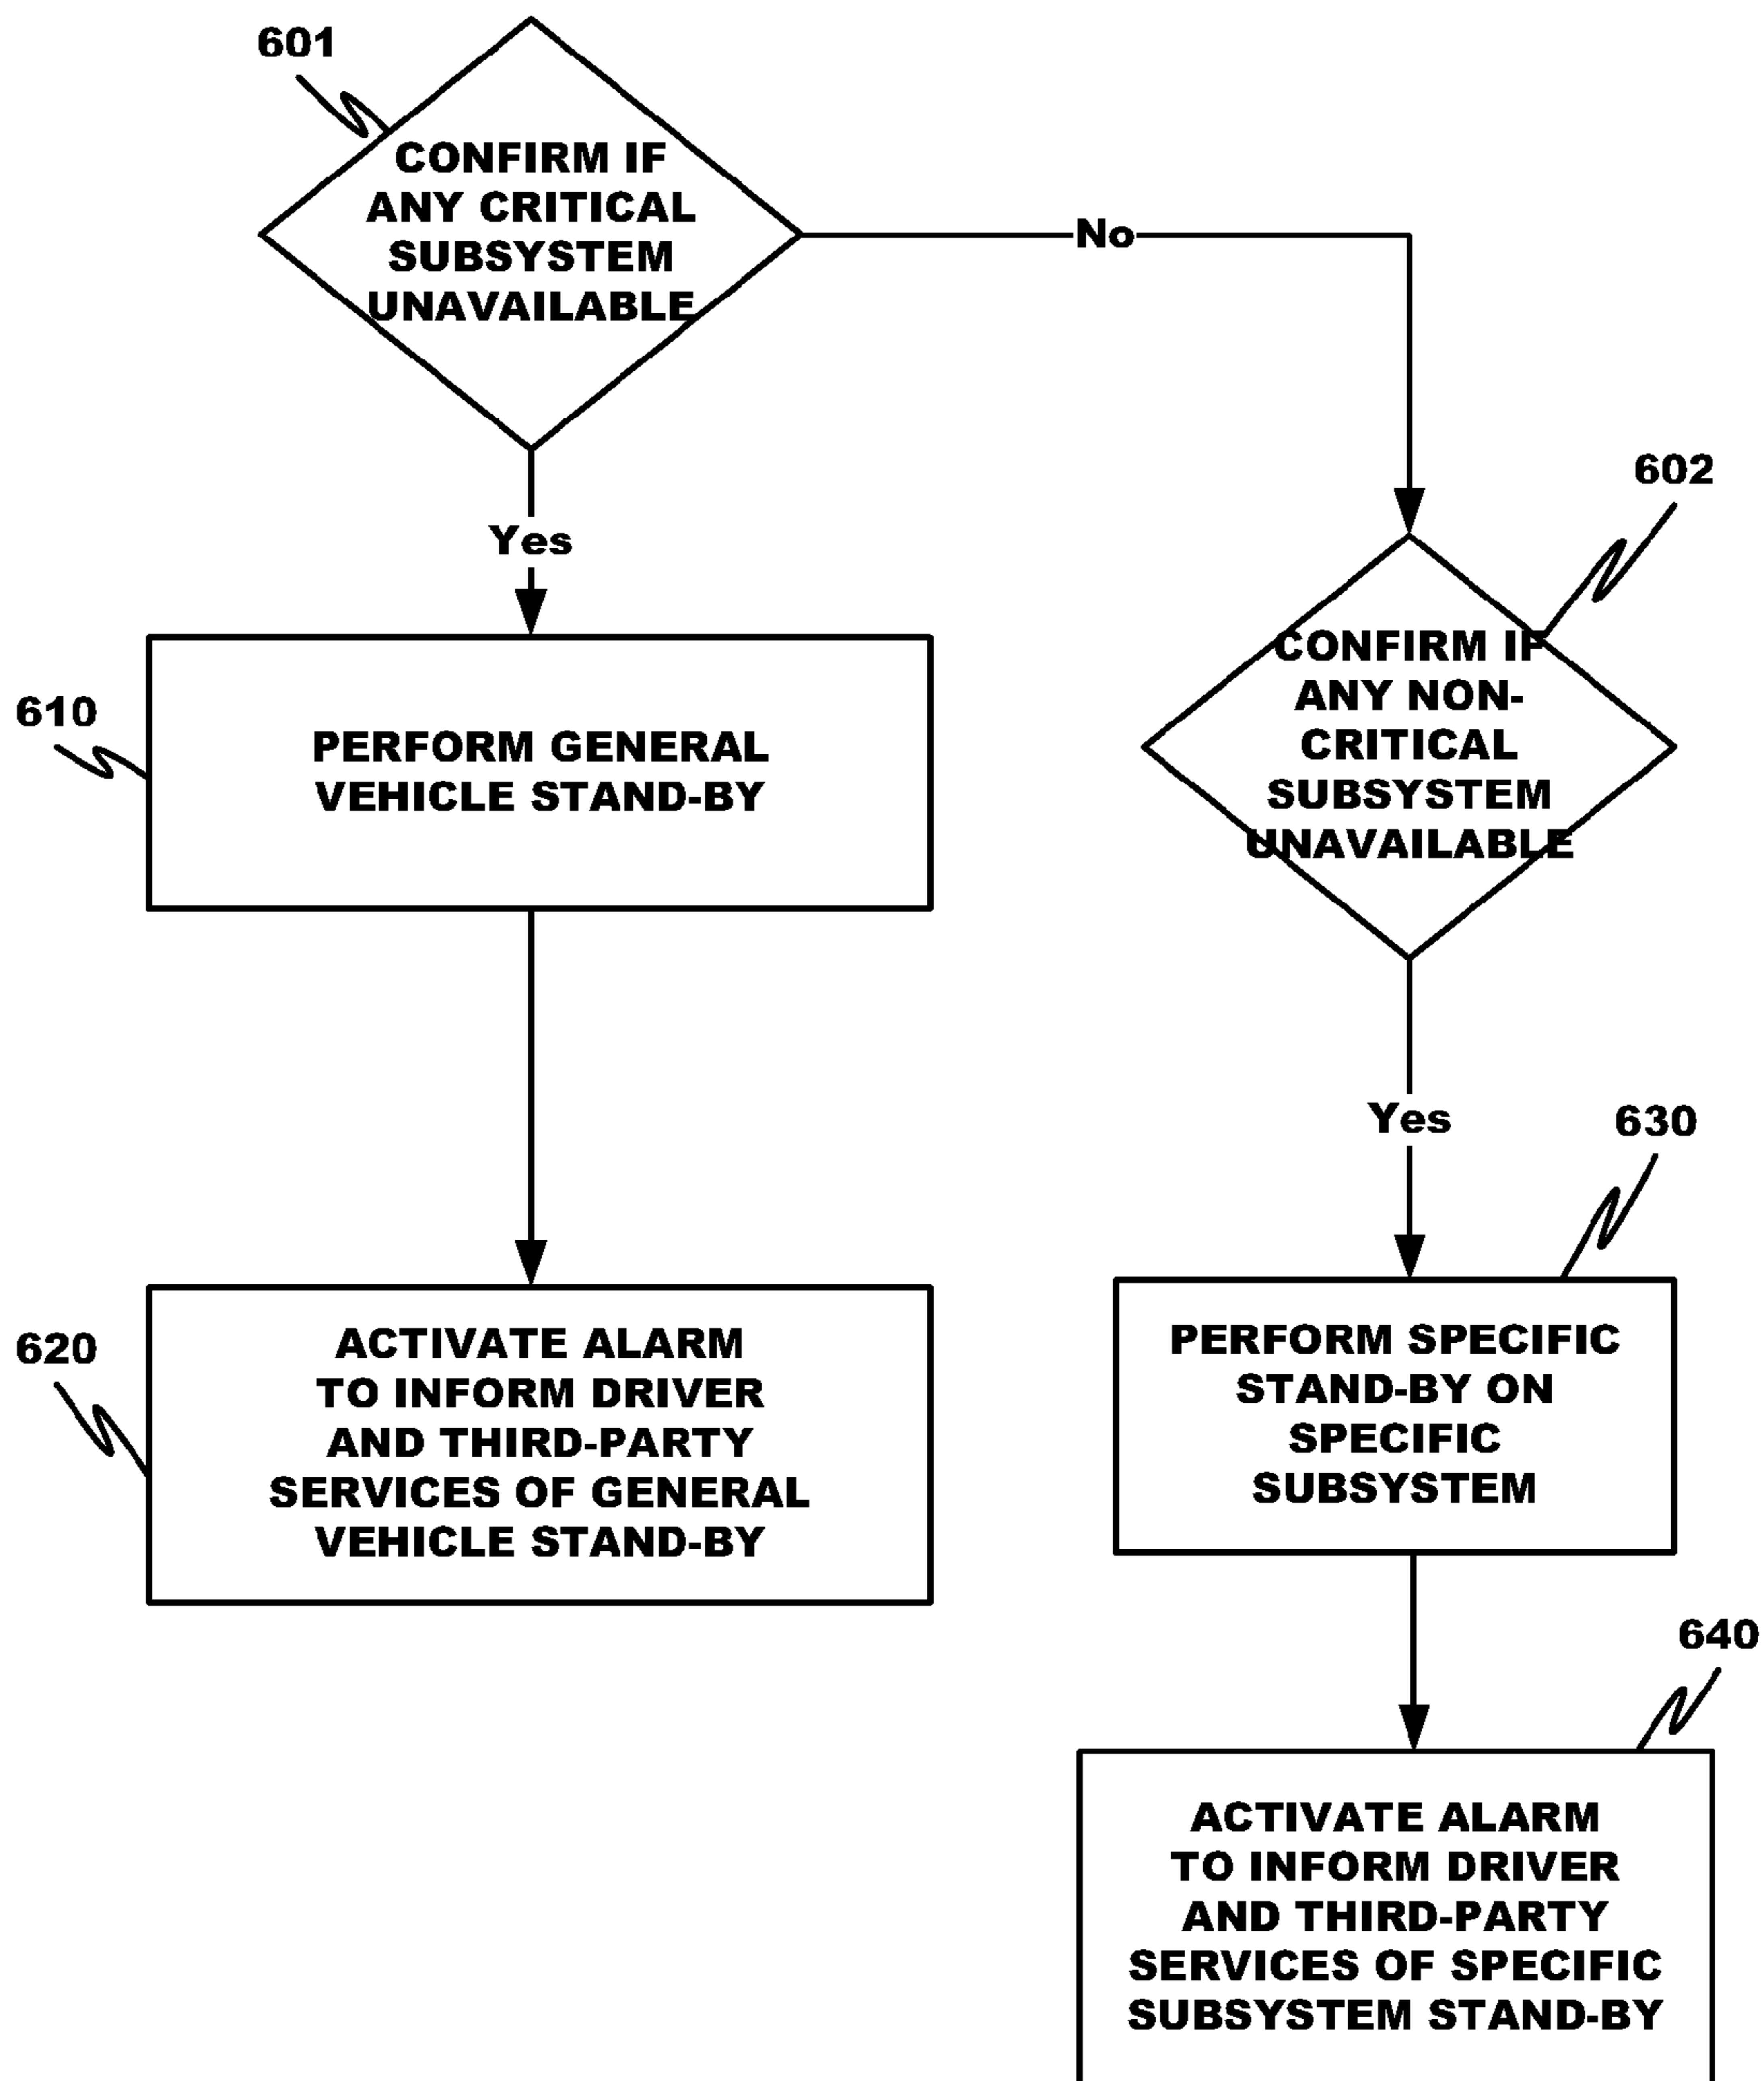 601
CONFIRM IF
ANY CRITICAL
SUBSYSTEM
UNAVAILABLE
No
Yes
602
CONFIRM IF
ANY NON-
CRITICAL
SUBSYSTEM
UNAVAILABLE
610
PERFORM GENERAL
VEHICLE STAND-BY
Yes
630
PERFORM SPECIFIC
STAND-BY ON
SPECIFIC
SUBSYSTEM
620
ACTIVATE ALARM
TO INFORM DRIVER
AND THIRD-PARTY
SERVICES OF GENERAL
VEHICLE STAND-BY
640
ACTIVATE ALARM
TO INFORM DRIVER
AND THIRD-PARTY
SERVICES OF SPECIFIC
SUBSYSTEM STAND-BY